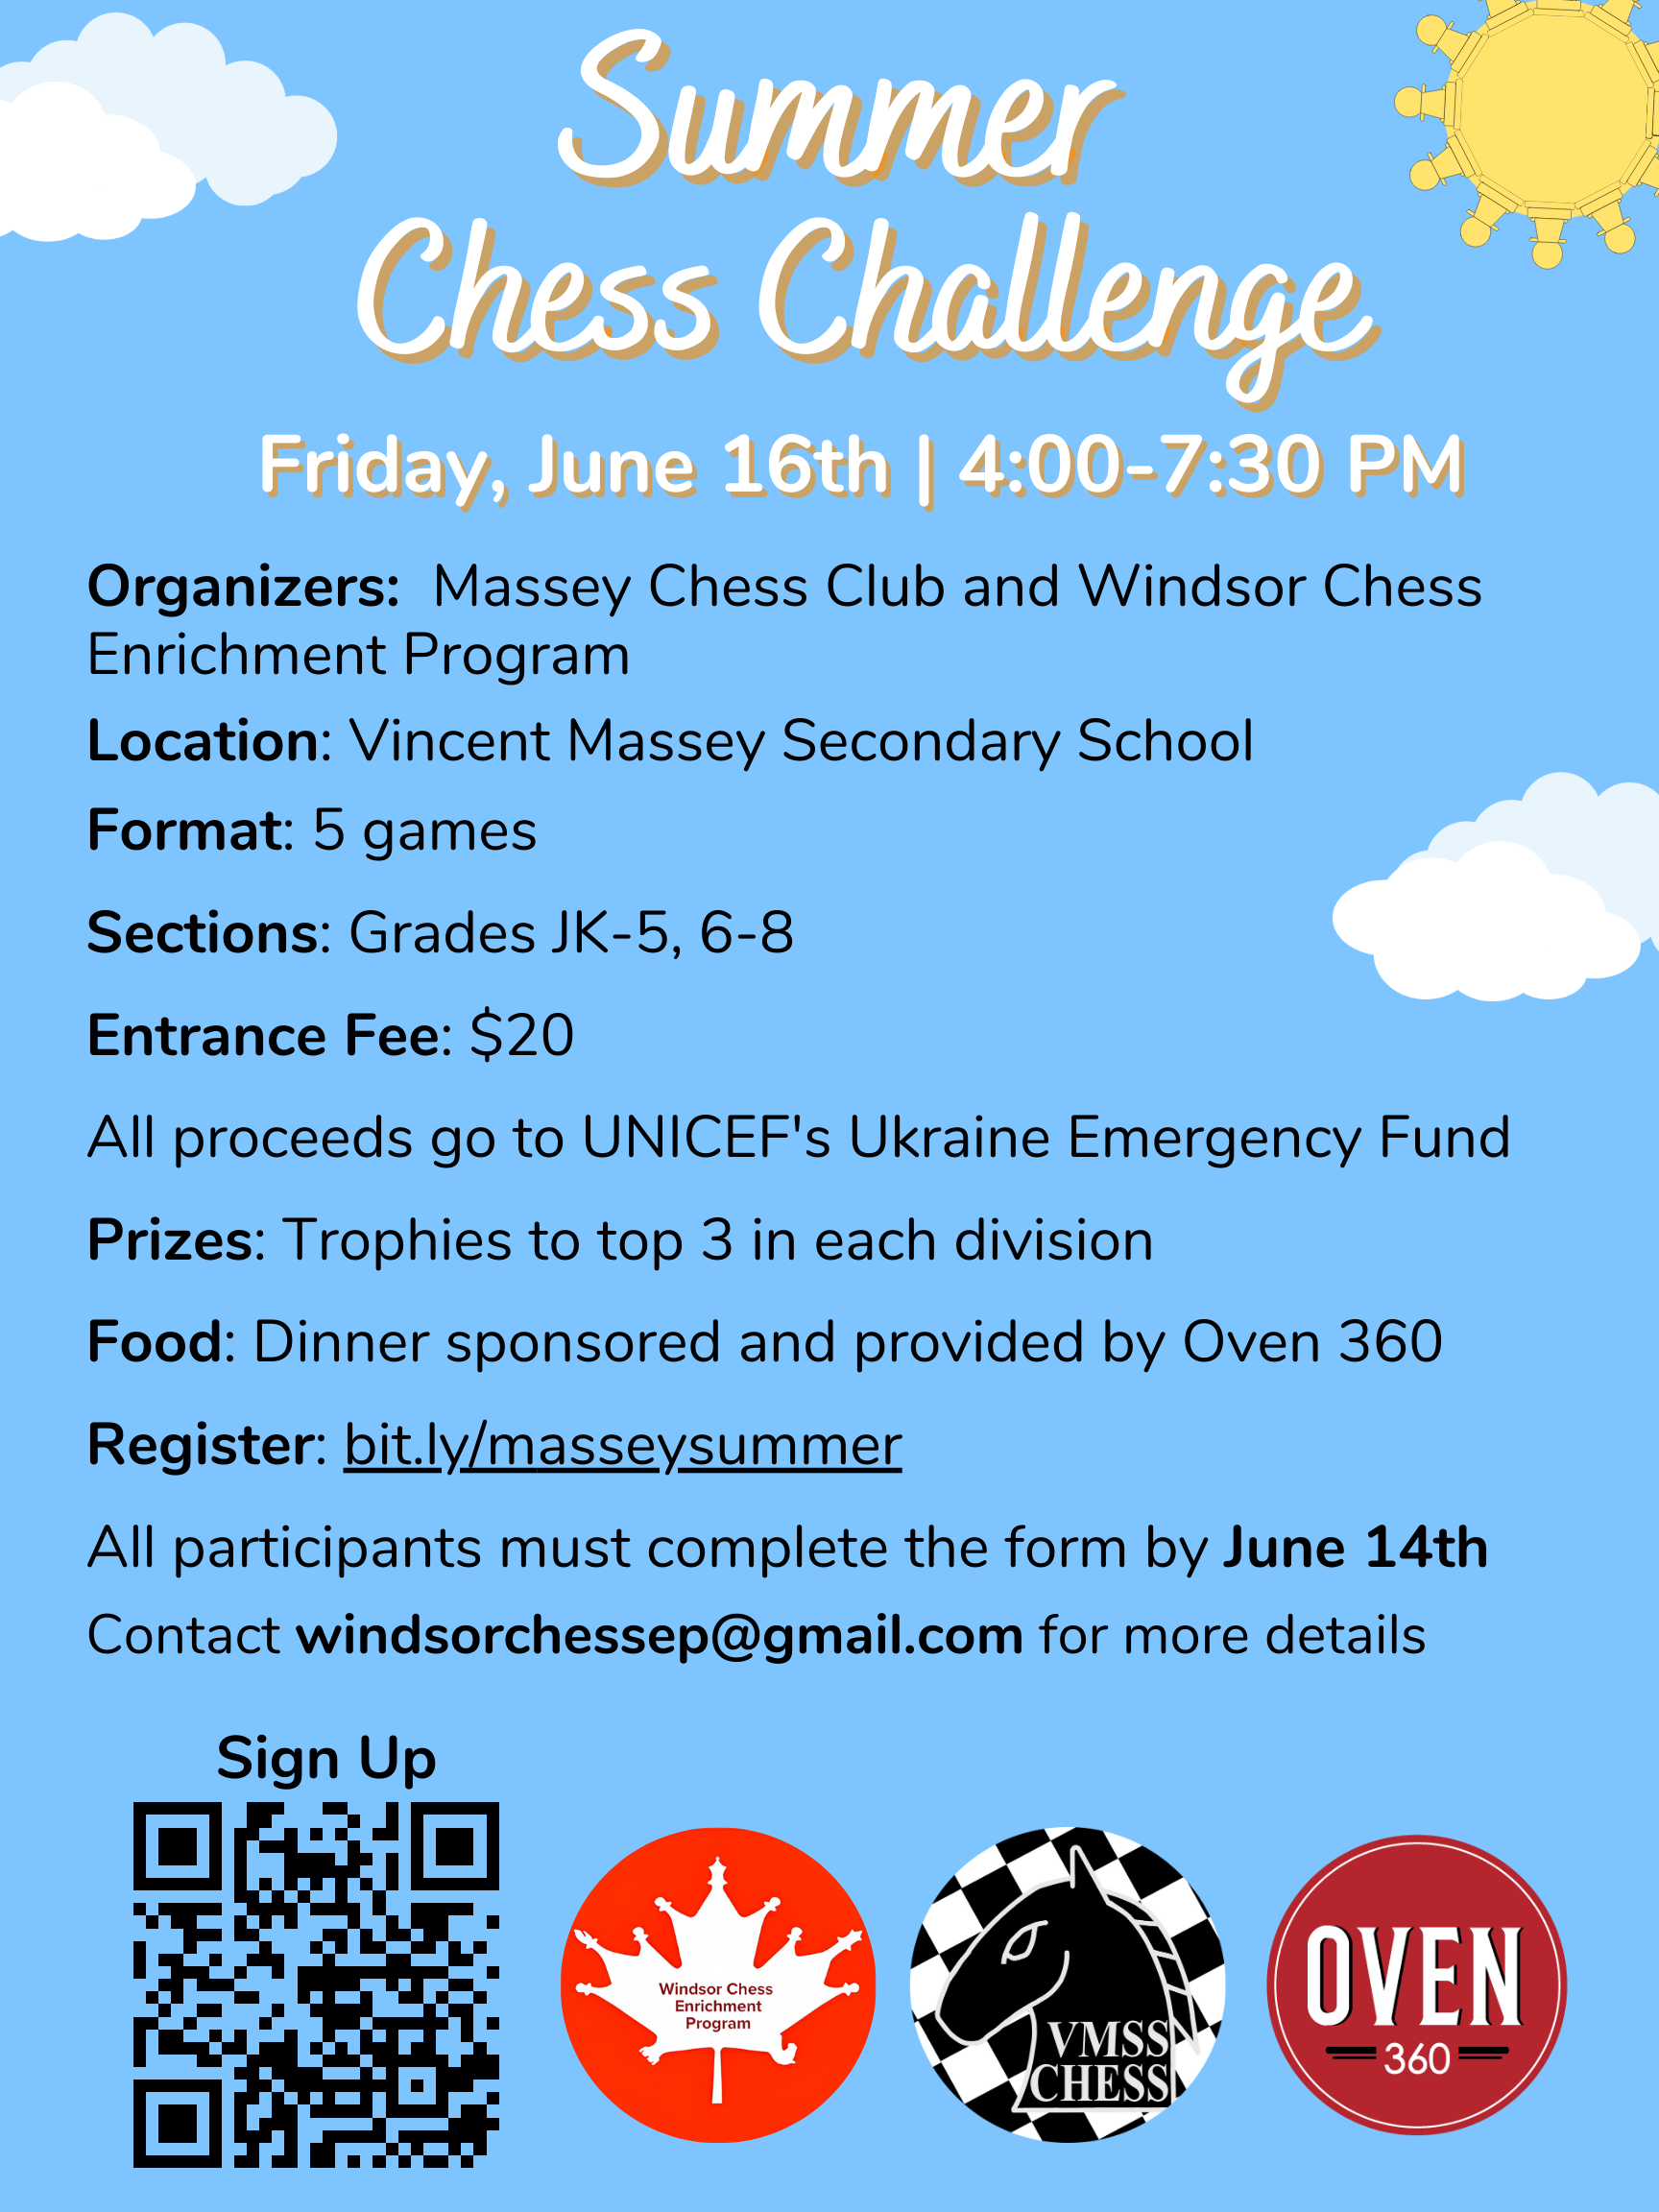 Summer
Chess Challenge
Friday, June 16th | 4:00-7:30 PM
Organizers:  Massey Chess Club and Windsor Chess
Enrichment Program
Location: Vincent Massey Secondary School
Format: 5 games
Sections: Grades JK-5, 6-8
Entrance Fee: $20
All proceeds go to UNICEF's Ukraine Emergency Fund
Prizes: Trophies to top 3 in each division
Food: Dinner sponsored and provided by Oven 360
Register: bit.ly/masseysummer
All participants must complete the form by June 14th
Contact windsorchessep@gmail.com for more details
Sign Up
Windsor Chess
Enrichment
Program
VMSS
CHESS
OVEN
360